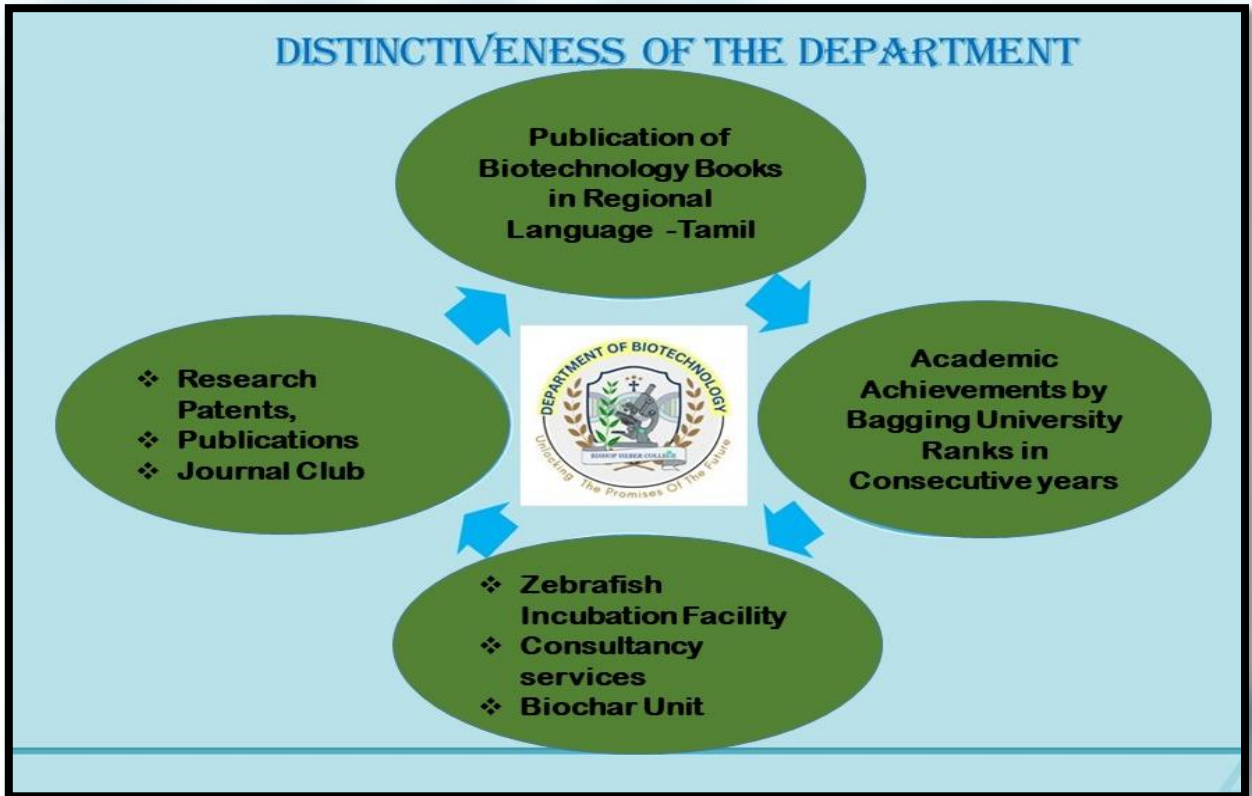 DISTINCTIVENESS OF THE DEPARTMENT
Publication of
Biotechnology Books
in Regional
Language -Tamil
❖ Research
Patents,
❖ Publications
❖ Journal Club
DEPARTMENT OF BIOTECHNOLOGY
BISHOP HEBER COLLEGE
Unlocking The Promises Of The Future
Academic
Achievements by
Bagging University
Ranks in
Consecutive years
❖ Zebrafish
Incubation Facility
❖ Consultancy
services
❖ Biochar Unit